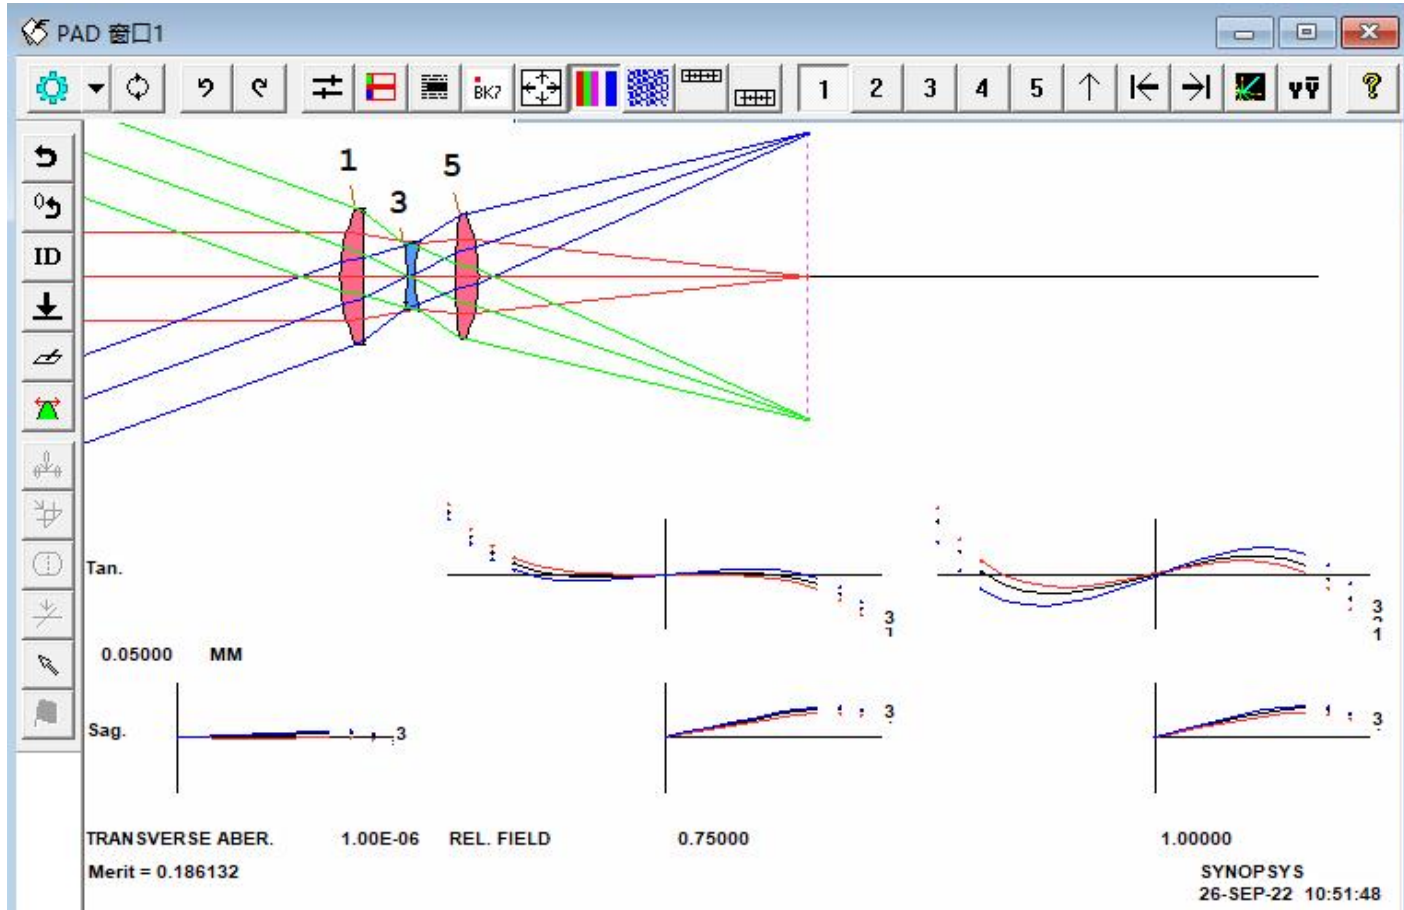 PAD 窗口1
BK7
1 2 3 4 5
?
0
ID
1 5
3
Tan.
3
1
3
1
0.05000 MM
Sag.
3
3
3
TRANSVERSE ABER. 1.00E-06 REL. FIELD 0.75000 1.00000
Merit = 0.186132
SYNOPSYS
26-SEP-22 10:51:48